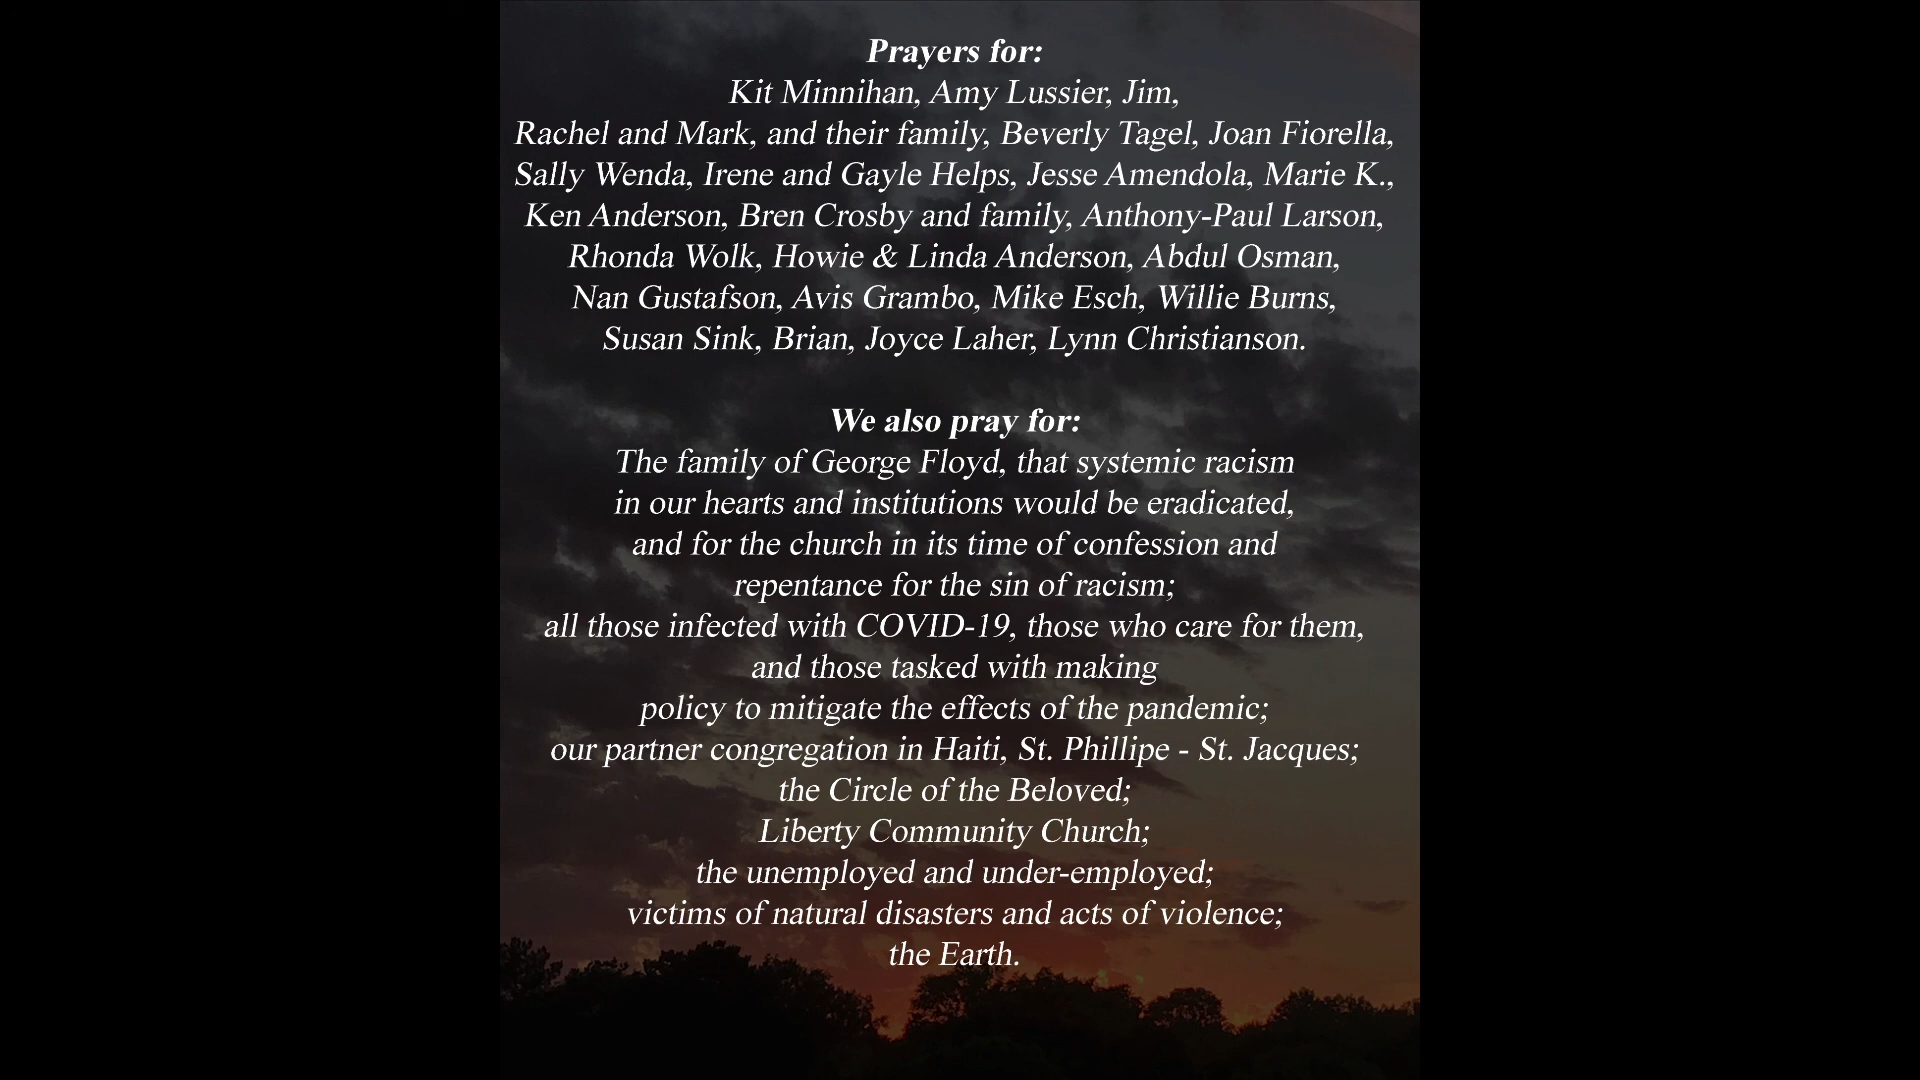 Prayers for:
Kit Minnihan, Amy Lussier, Jim,
Rachel and Mark, and their family, Beverly Tagel, Joan Fiorella,
Sally Wenda, Irene and Gayle Helps, Jesse Amendola, Marie K.,
Ken Anderson, Bren Crosby and family, Anthony-Paul Larson,
Rhonda Wolk, Howie & Linda Anderson, Abdul Osman,
Nan Gustafson, Avis Grambo, Mike Esch, Willie Burns,
Susan Sink, Brian, Joyce Laher, Lynn Christianson.
We also pray for:
The family of George Floyd, that systemic racism
in our hearts and institutions would be eradicated,
and for the church in its time of confession and
repentance for the sin of racism;
all those infected with COVID-19, those who care for them,
and those tasked with making
policy to mitigate the effects of the pandemic;
our partner congregation in Haiti, St. Phillipe - St. Jacques;
the Circle of the Beloved;
Liberty Community Church;
the unemployed and under-employed;
victims of natural disasters and acts of violence;
the Earth.